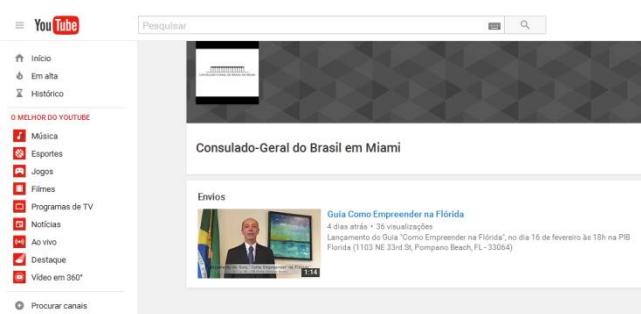 YouTube
Pesquisar
Início
Em alta
Histórico
O MELHOR DO YOUTUBE
Música
Esportes
Jogos
Filmes
Programas de TV
Notícias
Ao vivo
Destaque
Vídeo em 360°
Procurar canais
Consulado-Geral do Brasil em Miami
Envios
1:14
Guia Como Empreender na Flórida
4 dias atrás • 36 visualizações
Lançamento do Guia "Como Empreender na Flórida", no dia 16 de fevereiro às 18h na PIB
Florida (1103 NE 33rd St, Pompano Beach, FL - 33064)